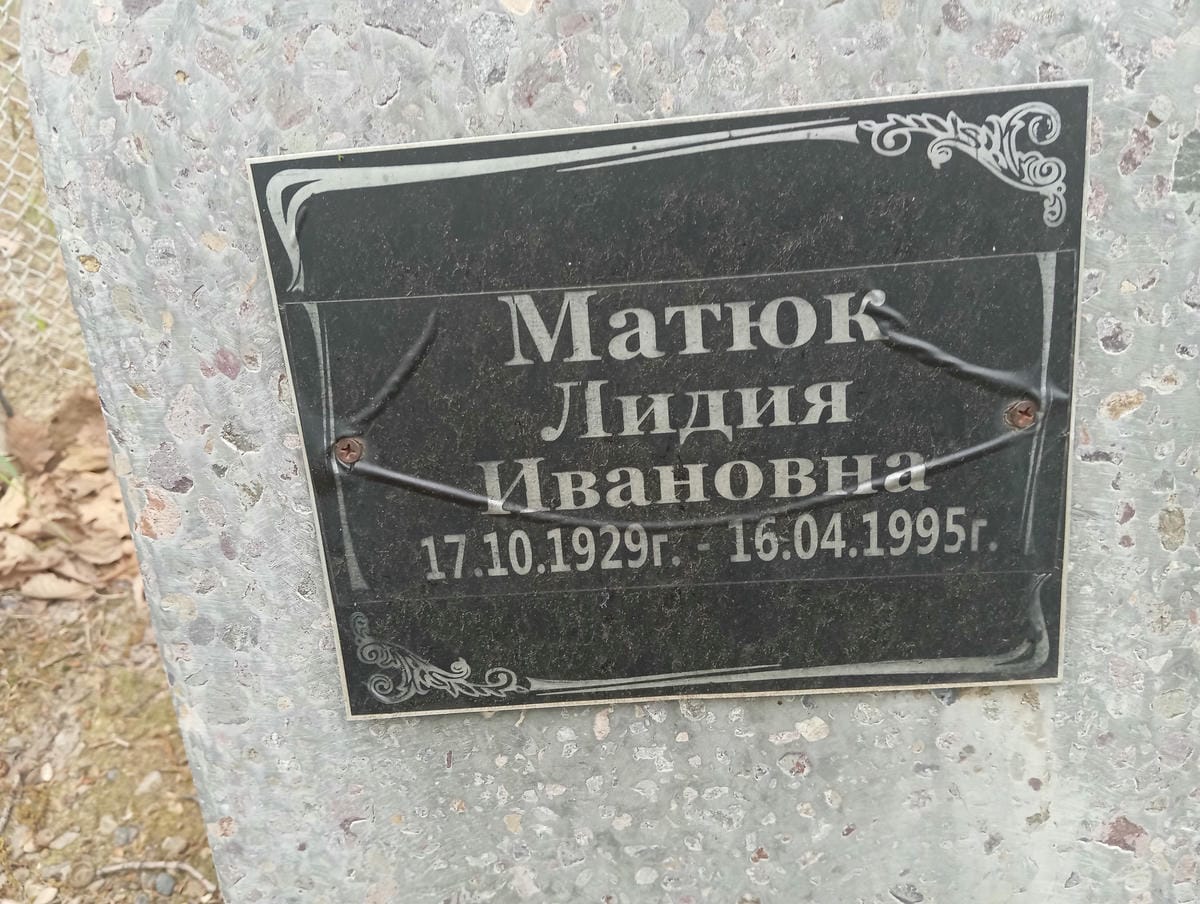 Матюк
Лидия
Ивановна
17.10.1929г. - 16.04.1995г.